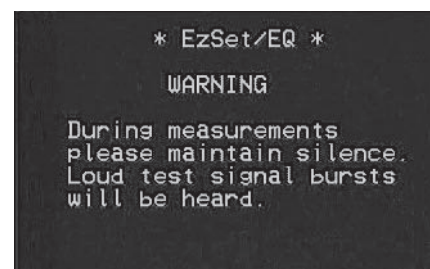 * EzSet/EQ *
WARNING
During measurements
please maintain silence.
Loud test signal bursts
will be heard.